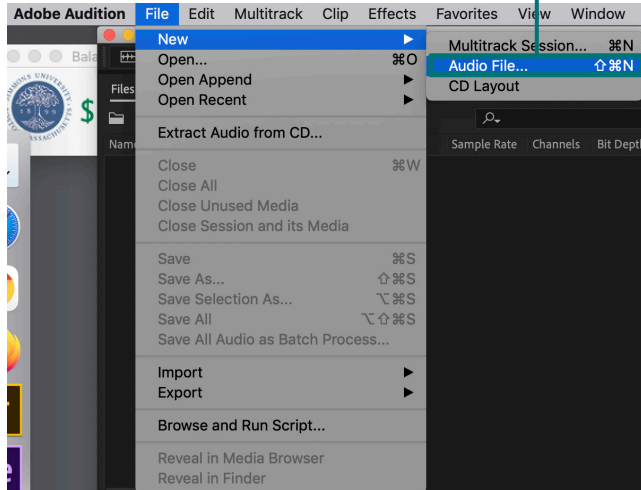 Adobe Audition File Edit Multitrack Clip Effects Favorites View Window
New
Multitrack Session... ⌘N
Bala
Open... ⌘O
Audio File... ⇧⌘N
Open Append
CD Layout
Files
Open Recent
$
Extract Audio from CD...
Name
Sample Rate Channels Bit Dept
Close ⌘W
Close All
Close Unused Media
Close Session and its Media
Save ⌘S
Save As... ⇧⌘S
Save Selection As... ⌥⌘S
Save All ⌥⇧⌘S
Save All Audio as Batch Process...
Import
Export
Browse and Run Script...
Reveal in Media Browser
Reveal in Finder